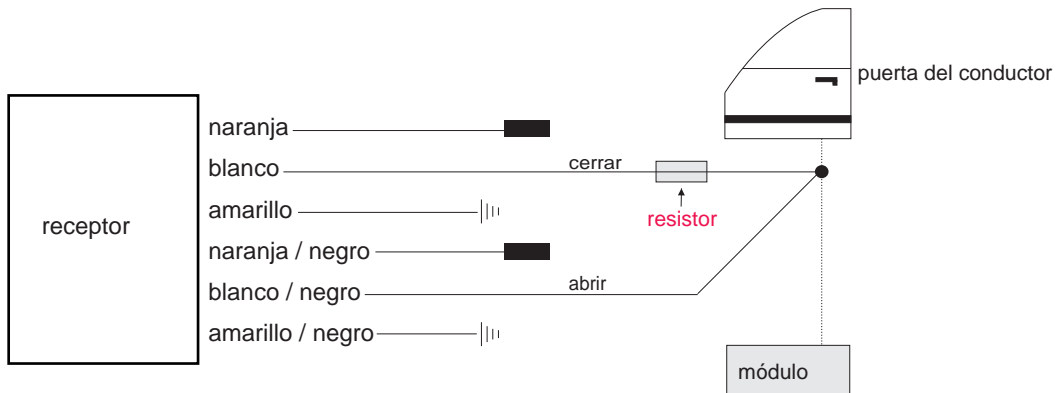 puerta del conductor
naranja
blanco
cerrar
amarillo
resistor
receptor
naranja / negro
blanco / negro
abrir
amarillo / negro
módulo